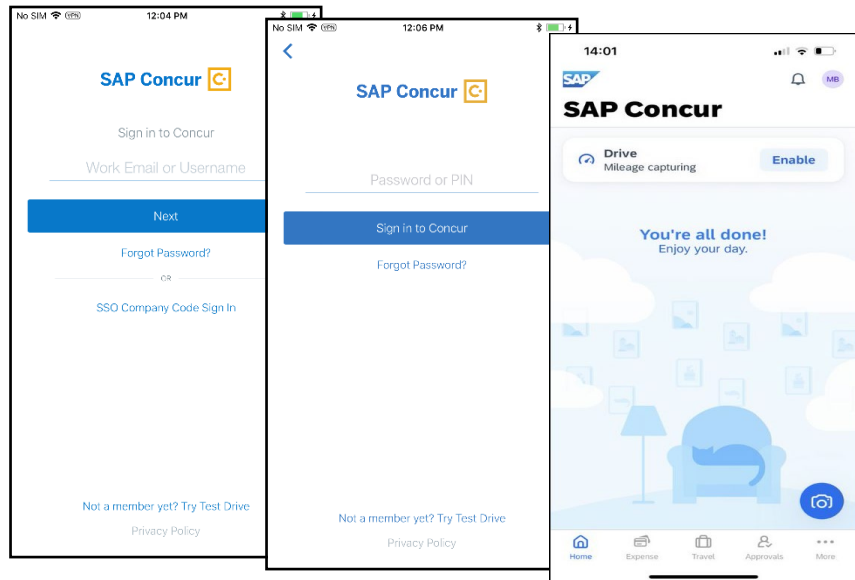 No SIM VPN 12:04 PM
SAP Concur C.
Sign in to Concur
Work Email or Username
Next
Forgot Password?
OR
SSO Company Code Sign In
Not a member yet? Try Test Drive
Privacy Policy
No SIM VPN 12:06 PM
SAP Concur C.
Password or PIN
Sign in to Concur
Forgot Password?
Not a member yet? Try Test Drive
Privacy Policy
14:01
SAP MB
SAP Concur
Drive
Mileage capturing
Enable
You're all done!
Enjoy your day.
Home Expense Travel Approvals More